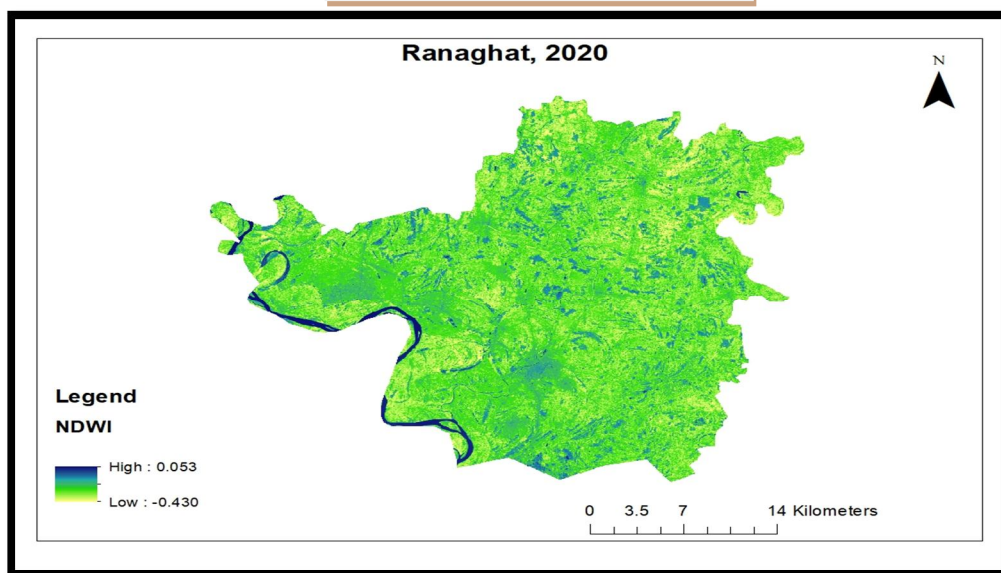 Ranaghat, 2020
N
Legend
NDWI
High : 0.053
Low : -0.430
0 3.5 7 14 Kilometers